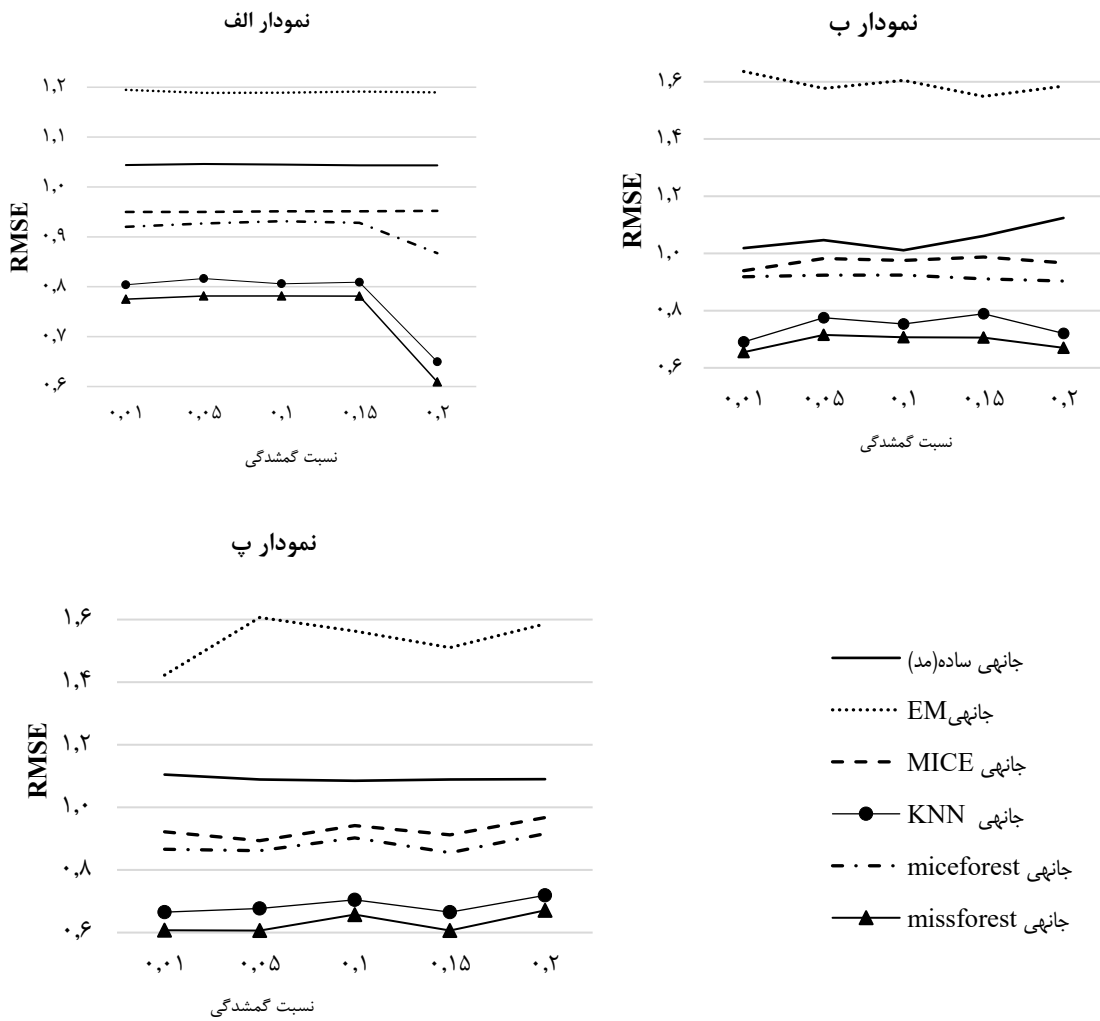 نمودار الف
RMSE
۱,۲
۱,۱
۱,۰
۰,۹
۰,۸
۰,۷
۰,۶
۰,۰۱ ۰,۰۵ ۰,۱ ۰,۱۵ ۰,۲
نسبت گمشدگی
نمودار ب
RMSE
۱,۶
۱,۴
۱,۲
۱,۰
۰,۸
۰,۶
۰,۰۱ ۰,۰۵ ۰,۱ ۰,۱۵ ۰,۲
نسبت گمشدگی
نمودار پ
RMSE
۱,۶
۱,۴
۱,۲
۱,۰
۰,۸
۰,۶
۰,۰۱ ۰,۰۵ ۰,۱ ۰,۱۵ ۰,۲
نسبت گمشدگی
جانهی ساده(مد)
جانهیEM
جانهی MICE
جانهی KNN
جانهی miceforest
جانهی missforest